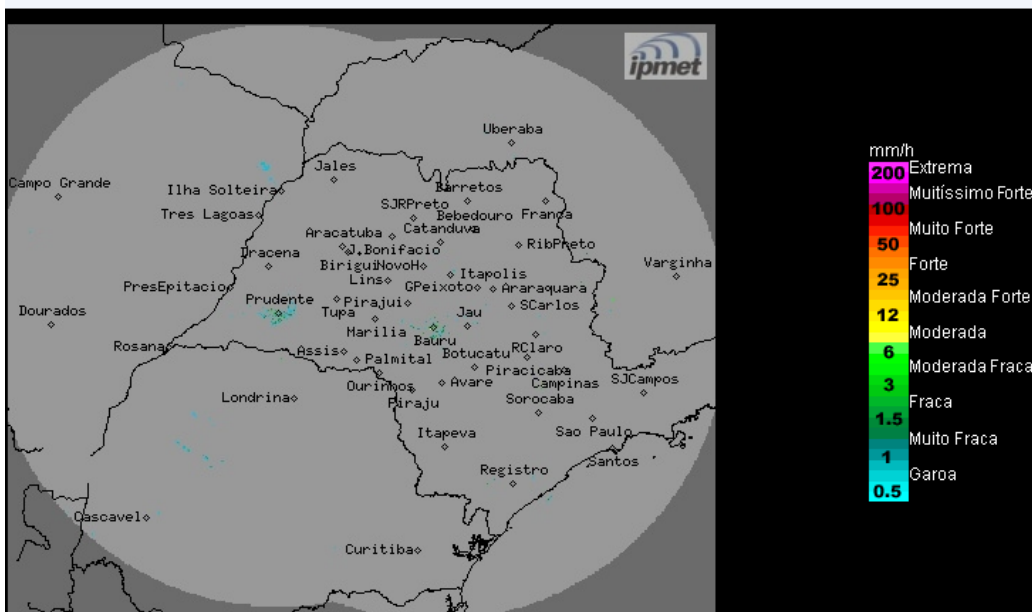 ipmet
Uberaba
Jales
Campo Grande
Ilha Solteira
Barretos
SJRPreto
Tres Lagoas
Bebedouro
Franca
Catanduva
Aracatuba
RibPreto
J.Bonifacio
Dracena
Birigui
NovoH
Itapolis
Varginha
Lins
GPeixoto
Araraquara
PresEpitacio
Prudente
Pirajui
SCarlos
Dourados
Tupa
Jau
Marilia
Bauru
Rosana
Assis
Botucatu
RClaro
Palmital
Piracicaba
SJCampos
Ourinhos
Avare
Campinas
Londrina
Piraju
Sorocaba
Itapeva
Sao Paulo
Santos
Registro
Cascavel
Curitiba
mm/h
200 Extrema
Muitíssimo Forte
100
Muito Forte
50
Forte
25
Moderada Forte
12
Moderada
6
Moderada Fraca
3
Fraca
1.5
Muito Fraca
1
Garoa
0.5